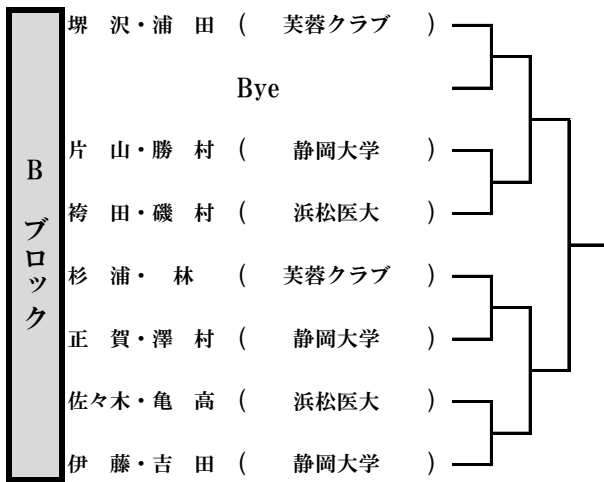 B ブロック
堺 沢・浦 田 ( 芙蓉クラブ )
Bye
片 山・勝 村 ( 静岡大学 )
袴 田・磯 村 ( 浜松医大 )
杉 浦・ 林 ( 芙蓉クラブ )
正 賀・澤 村 ( 静岡大学 )
佐々木・亀 高 ( 浜松医大 )
伊 藤・吉 田 ( 静岡大学 )